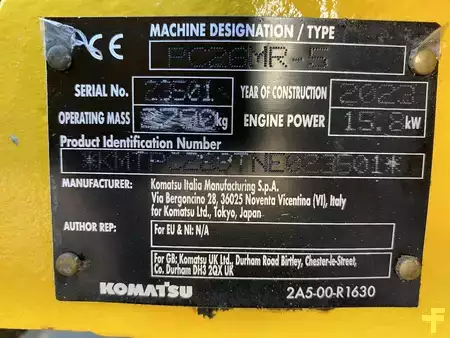 CE
MACHINE DESIGNATION / TYPE
PC26MR-5
SERIAL No. 23501 YEAR OF CONSTRUCTION 2023
OPERATING MASS kg ENGINE POWER 15.8 kW
Product Identification Number
MANUFACTURER: Komatsu Italia Manufacturing S.p.A.
Via Bergoncino 28, 36025 Noventa Vicentina (VI), Italy
for Komatsu Ltd., Tokyo, Japan
AUTHOR REP: For EU & NI: N/A
For GB: Komatsu UK Ltd., Durham Road Birtley, Chester-le-Street,
Co. Durham DH3 2QX UK
KOMATSU 2A5-00-R1630